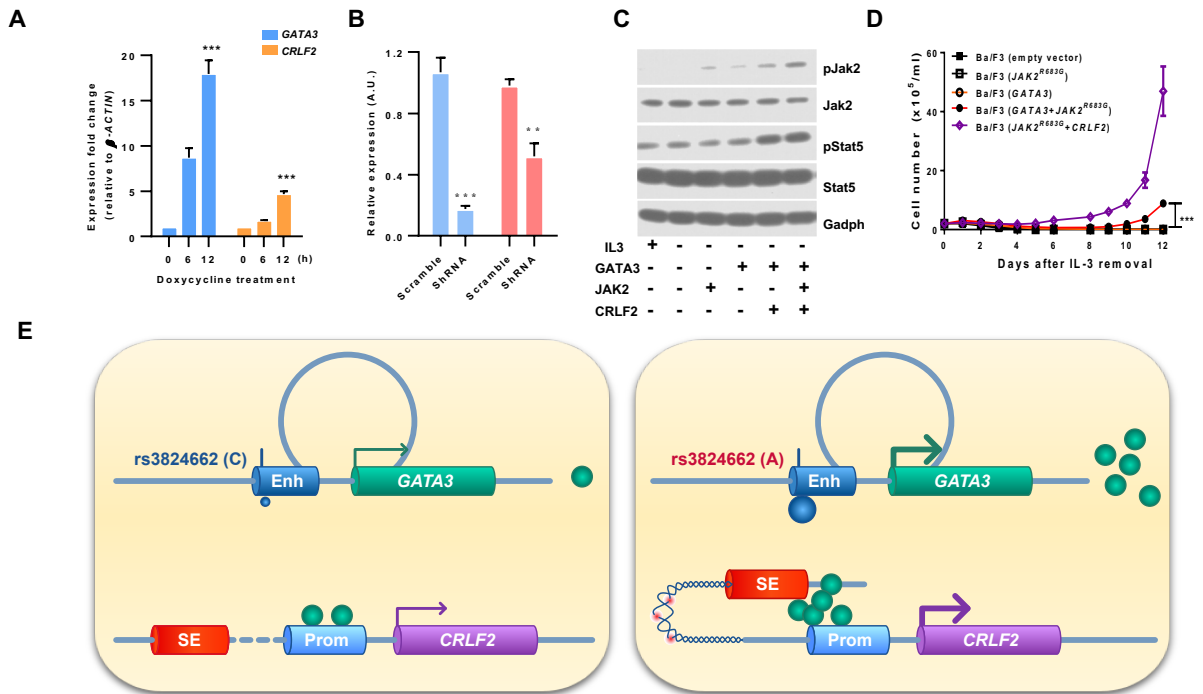 A
GATA3
CRLF2
Expression fold change
(relative to β-ACTIN)
20
15
10
5
0
***
***
0 6 12 0 6 12 (h)
Doxycycline treatment
B
Relative expression (A.U.)
1.2
0.8
0.4
0.0
***
**
Scramble
ShRNA
Scramble
ShRNA
C
pJak2
Jak2
pStat5
Stat5
Gadph
IL3 + - - - - -
GATA3 - - - + + +
JAK2 - - + - - +
CRLF2 - - - - + +
D
Cell number (x10⁵/ml)
60
40
20
0
Ba/F3 (empty vector)
Ba/F3 (JAK2R683G)
Ba/F3 (GATA3)
Ba/F3 (GATA3+JAK2R683G)
Ba/F3 (JAK2R683G+CRLF2)
***
0 2 4 6 8 10 12
Days after IL-3 removal
E
rs3824662 (C)
Enh
GATA3
SE
Prom
CRLF2
rs3824662 (A)
Enh
GATA3
SE
Prom
CRLF2